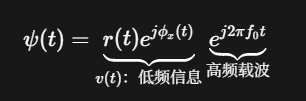 ψ(t) = r(t)e^{jϕ_x(t)} e^{j2πf_0t}
v(t)：低频信息 高频载波